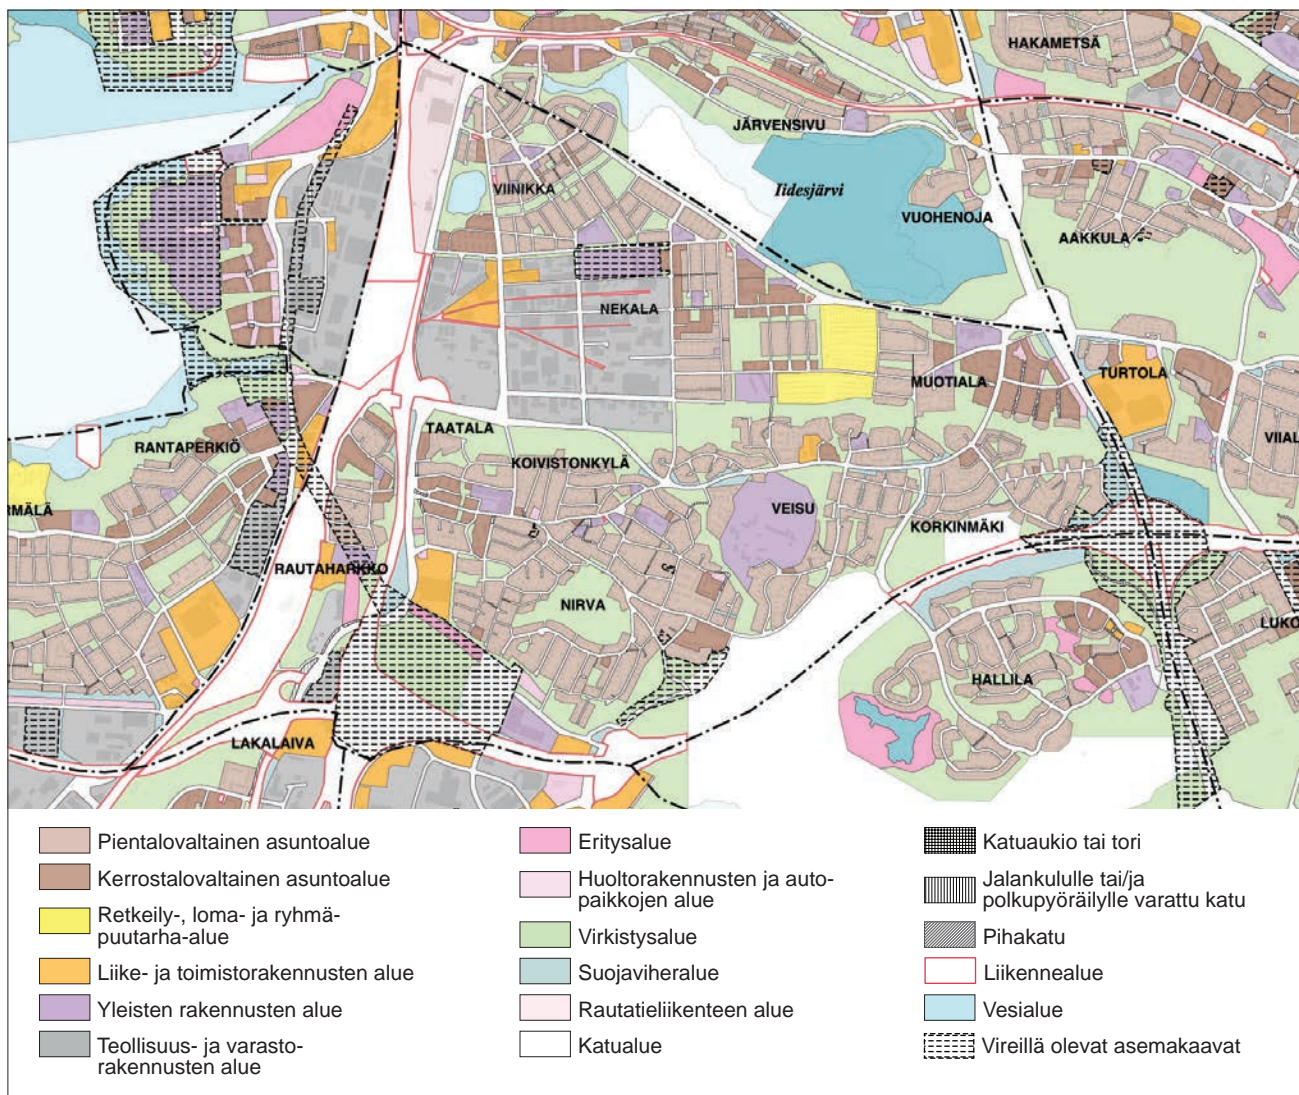 HAKAMETSÄ
JÄRVENSIVU
VIINIKKA
Iidesjärvi
VUOHENOJA
AAKKULA
NEKALA
MUOTIALA
TURTOLA
TAATALA
RANTAPERKIÖ
KOIVISTONKYLÄ
VIIAL
RMÄLÄ
VEISU
KORKINMÄKI
RAUTAHARKKO
NIRVA
LUKO
HALLILA
LAKALAIVA
Pientalovaltainen asuntoalue
Kerrostalovaltainen asuntoalue
Retkeily-, loma- ja ryhmä-
puutarha-alue
Liike- ja toimistorakennusten alue
Yleisten rakennusten alue
Teollisuus- ja varasto-
rakennusten alue
Eritysalue
Huoltorakennusten ja auto-
paikkojen alue
Virkistysalue
Suojaviheralue
Rautatieliikenteen alue
Katualue
Katuaukio tai tori
Jalankululle tai/ja
polkupyöräilylle varattu katu
Pihakatu
Liikennealue
Vesialue
Vireillä olevat asemakaavat